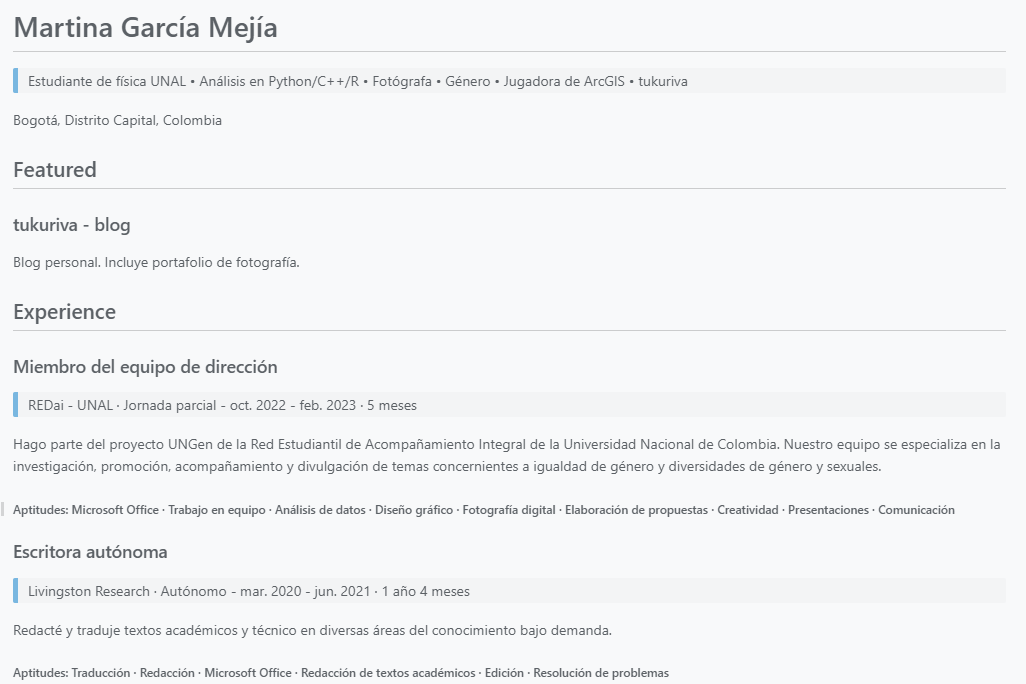 Martina García Mejía
Estudiante de física UNAL • Análisis en Python/C++/R • Fotógrafa • Género • Jugadora de ArcGIS • tukuriva
Bogotá, Distrito Capital, Colombia
Featured
tukuriva - blog
Blog personal. Incluye portafolio de fotografía.
Experience
Miembro del equipo de dirección
REDai - UNAL · Jornada parcial - oct. 2022 - feb. 2023 · 5 meses
Hago parte del proyecto UNGen de la Red Estudiantil de Acompañamiento Integral de la Universidad Nacional de Colombia. Nuestro equipo se especializa en la
investigación, promoción, acompañamiento y divulgación de temas concernientes a igualdad de género y diversidades de género y sexuales.
Aptitudes: Microsoft Office · Trabajo en equipo · Análisis de datos · Diseño gráfico · Fotografía digital · Elaboración de propuestas · Creatividad · Presentaciones · Comunicación
Escritora autónoma
Livingston Research · Autónomo - mar. 2020 - jun. 2021 · 1 año 4 meses
Redacté y traduje textos académicos y técnico en diversas áreas del conocimiento bajo demanda.
Aptitudes: Traducción · Redacción · Microsoft Office · Redacción de textos académicos · Edición · Resolución de problemas